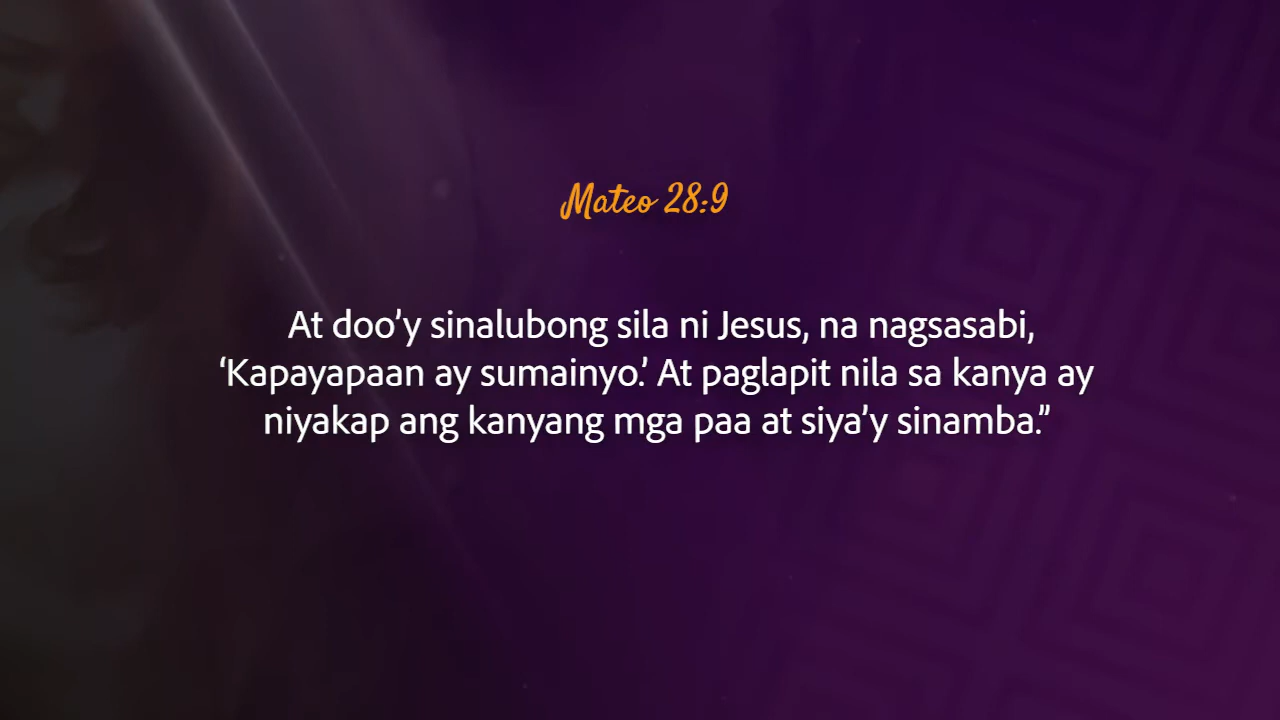 Mateo 28:9
At doo’y sinalubong sila ni Jesus, na nagsasabi,
‘Kapayapaan ay sumainyo.’ At paglapit nila sa kanya ay
niyakap ang kanyang mga paa at siya’y sinamba.”